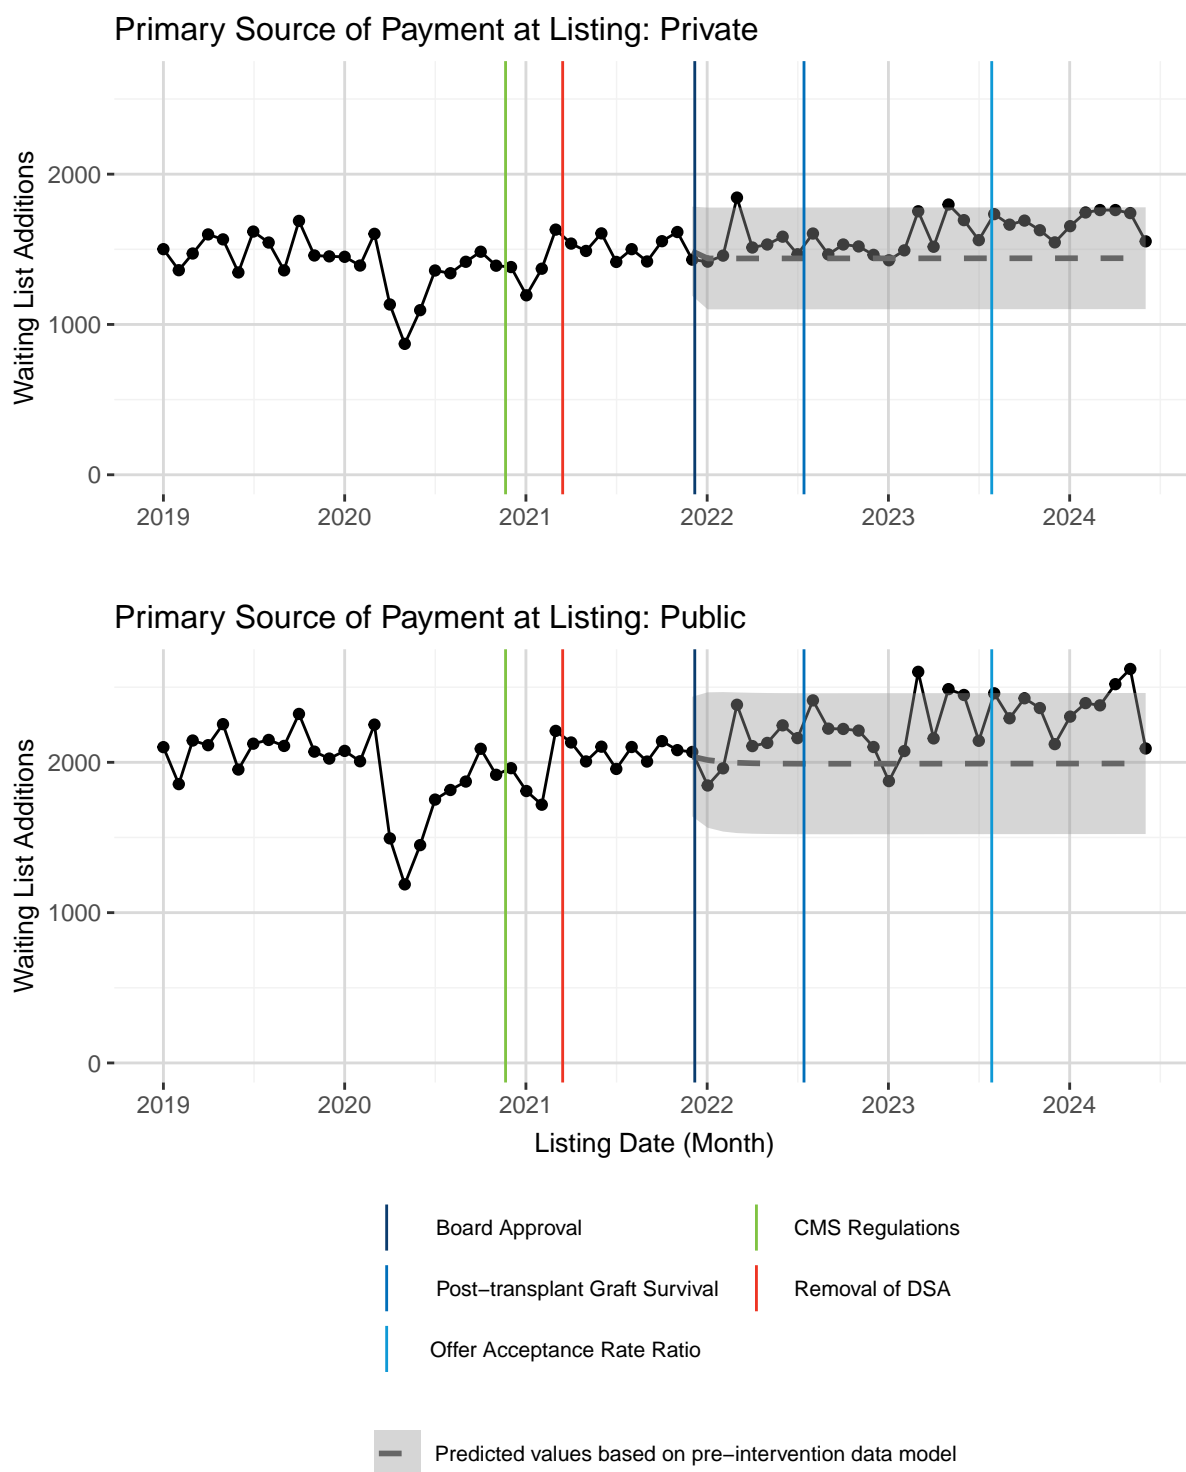 Primary Source of Payment at Listing: Private
Waiting List Additions
2000
1000
0
2019 2020 2021 2022 2023 2024
Primary Source of Payment at Listing: Public
Waiting List Additions
2000
1000
0
2019 2020 2021 2022 2023 2024
Listing Date (Month)
Board Approval CMS Regulations
Post−transplant Graft Survival Removal of DSA
Offer Acceptance Rate Ratio
Predicted values based on pre−intervention data model